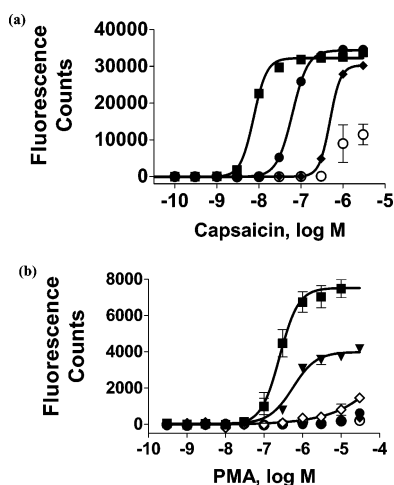 (a)
Fluorescence
Counts
40000
30000
20000
10000
0
-10 -9 -8 -7 -6 -5
Capsaicin, log M
(b)
Fluorescence
Counts
8000
6000
4000
2000
0
-9 -8 -7 -6 -5 -4
PMA, log M